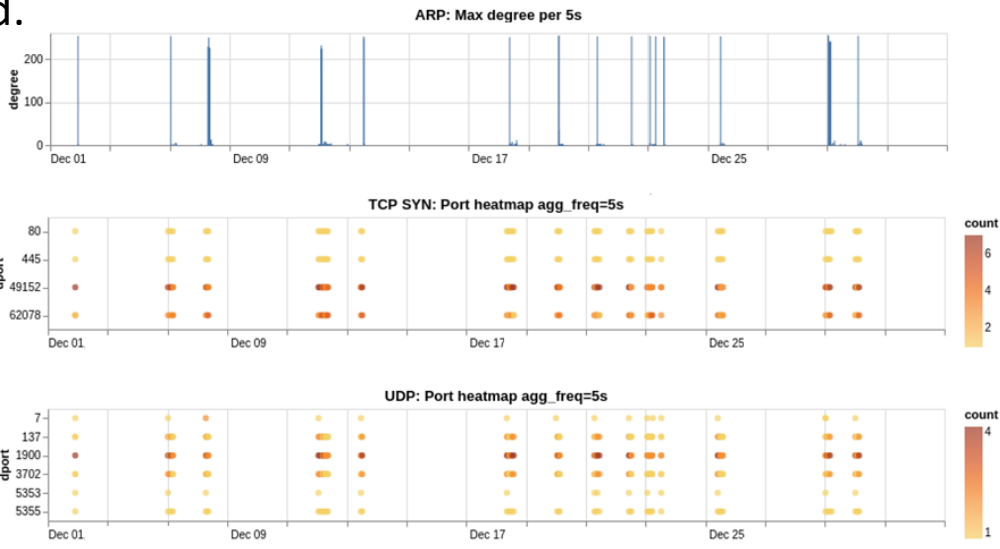 d.
ARP: Max degree per 5s
degree
200
100
0
Dec 01 Dec 09 Dec 17 Dec 25
TCP SYN: Port heatmap agg_freq=5s
dport
80
445
49152
62078
Dec 01 Dec 09 Dec 17 Dec 25
count
6
4
2
UDP: Port heatmap agg_freq=5s
dport
7
137
1900
3702
5353
5355
Dec 01 Dec 09 Dec 17 Dec 25
count
4
1